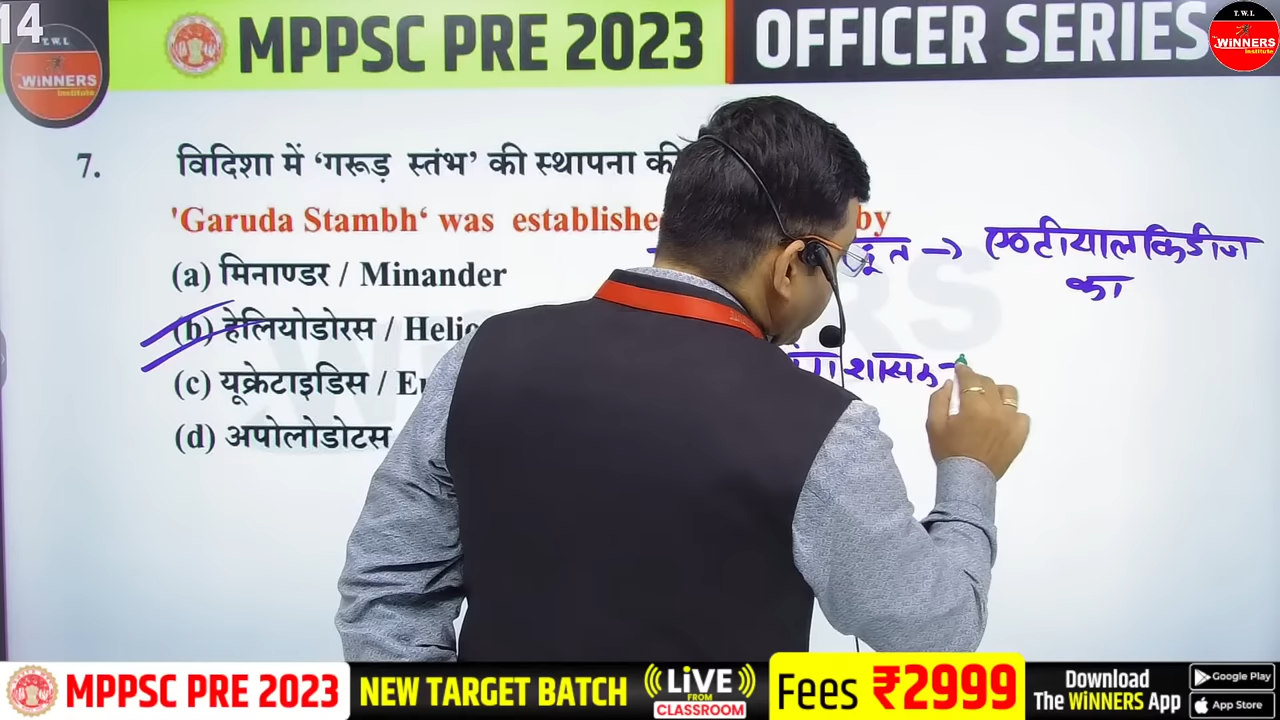 14
T.W.I.
WiNNERS
institute
MPPSC PRE 2023
OFFICER SERIES
T.W.I.
WiNNERS
institute
7. विदिशा में ‘गरूड़ स्तंभ’ की स्थापना की
'Garuda Stambh‘ was establishe by
दूत → एण्टीयालकिडीज
का
(a) मिनाण्डर / Minander
(b) हेलियोडोरस / Helio
शासक
(c) यूक्रेटाइडिस /
(d) अपोलोडोटस
MPPSC PRE 2023
NEW TARGET BATCH
LiVE
FROM
CLASSROOM
Fees ₹2999
Download
The WiNNERS App
Google Play
App Store